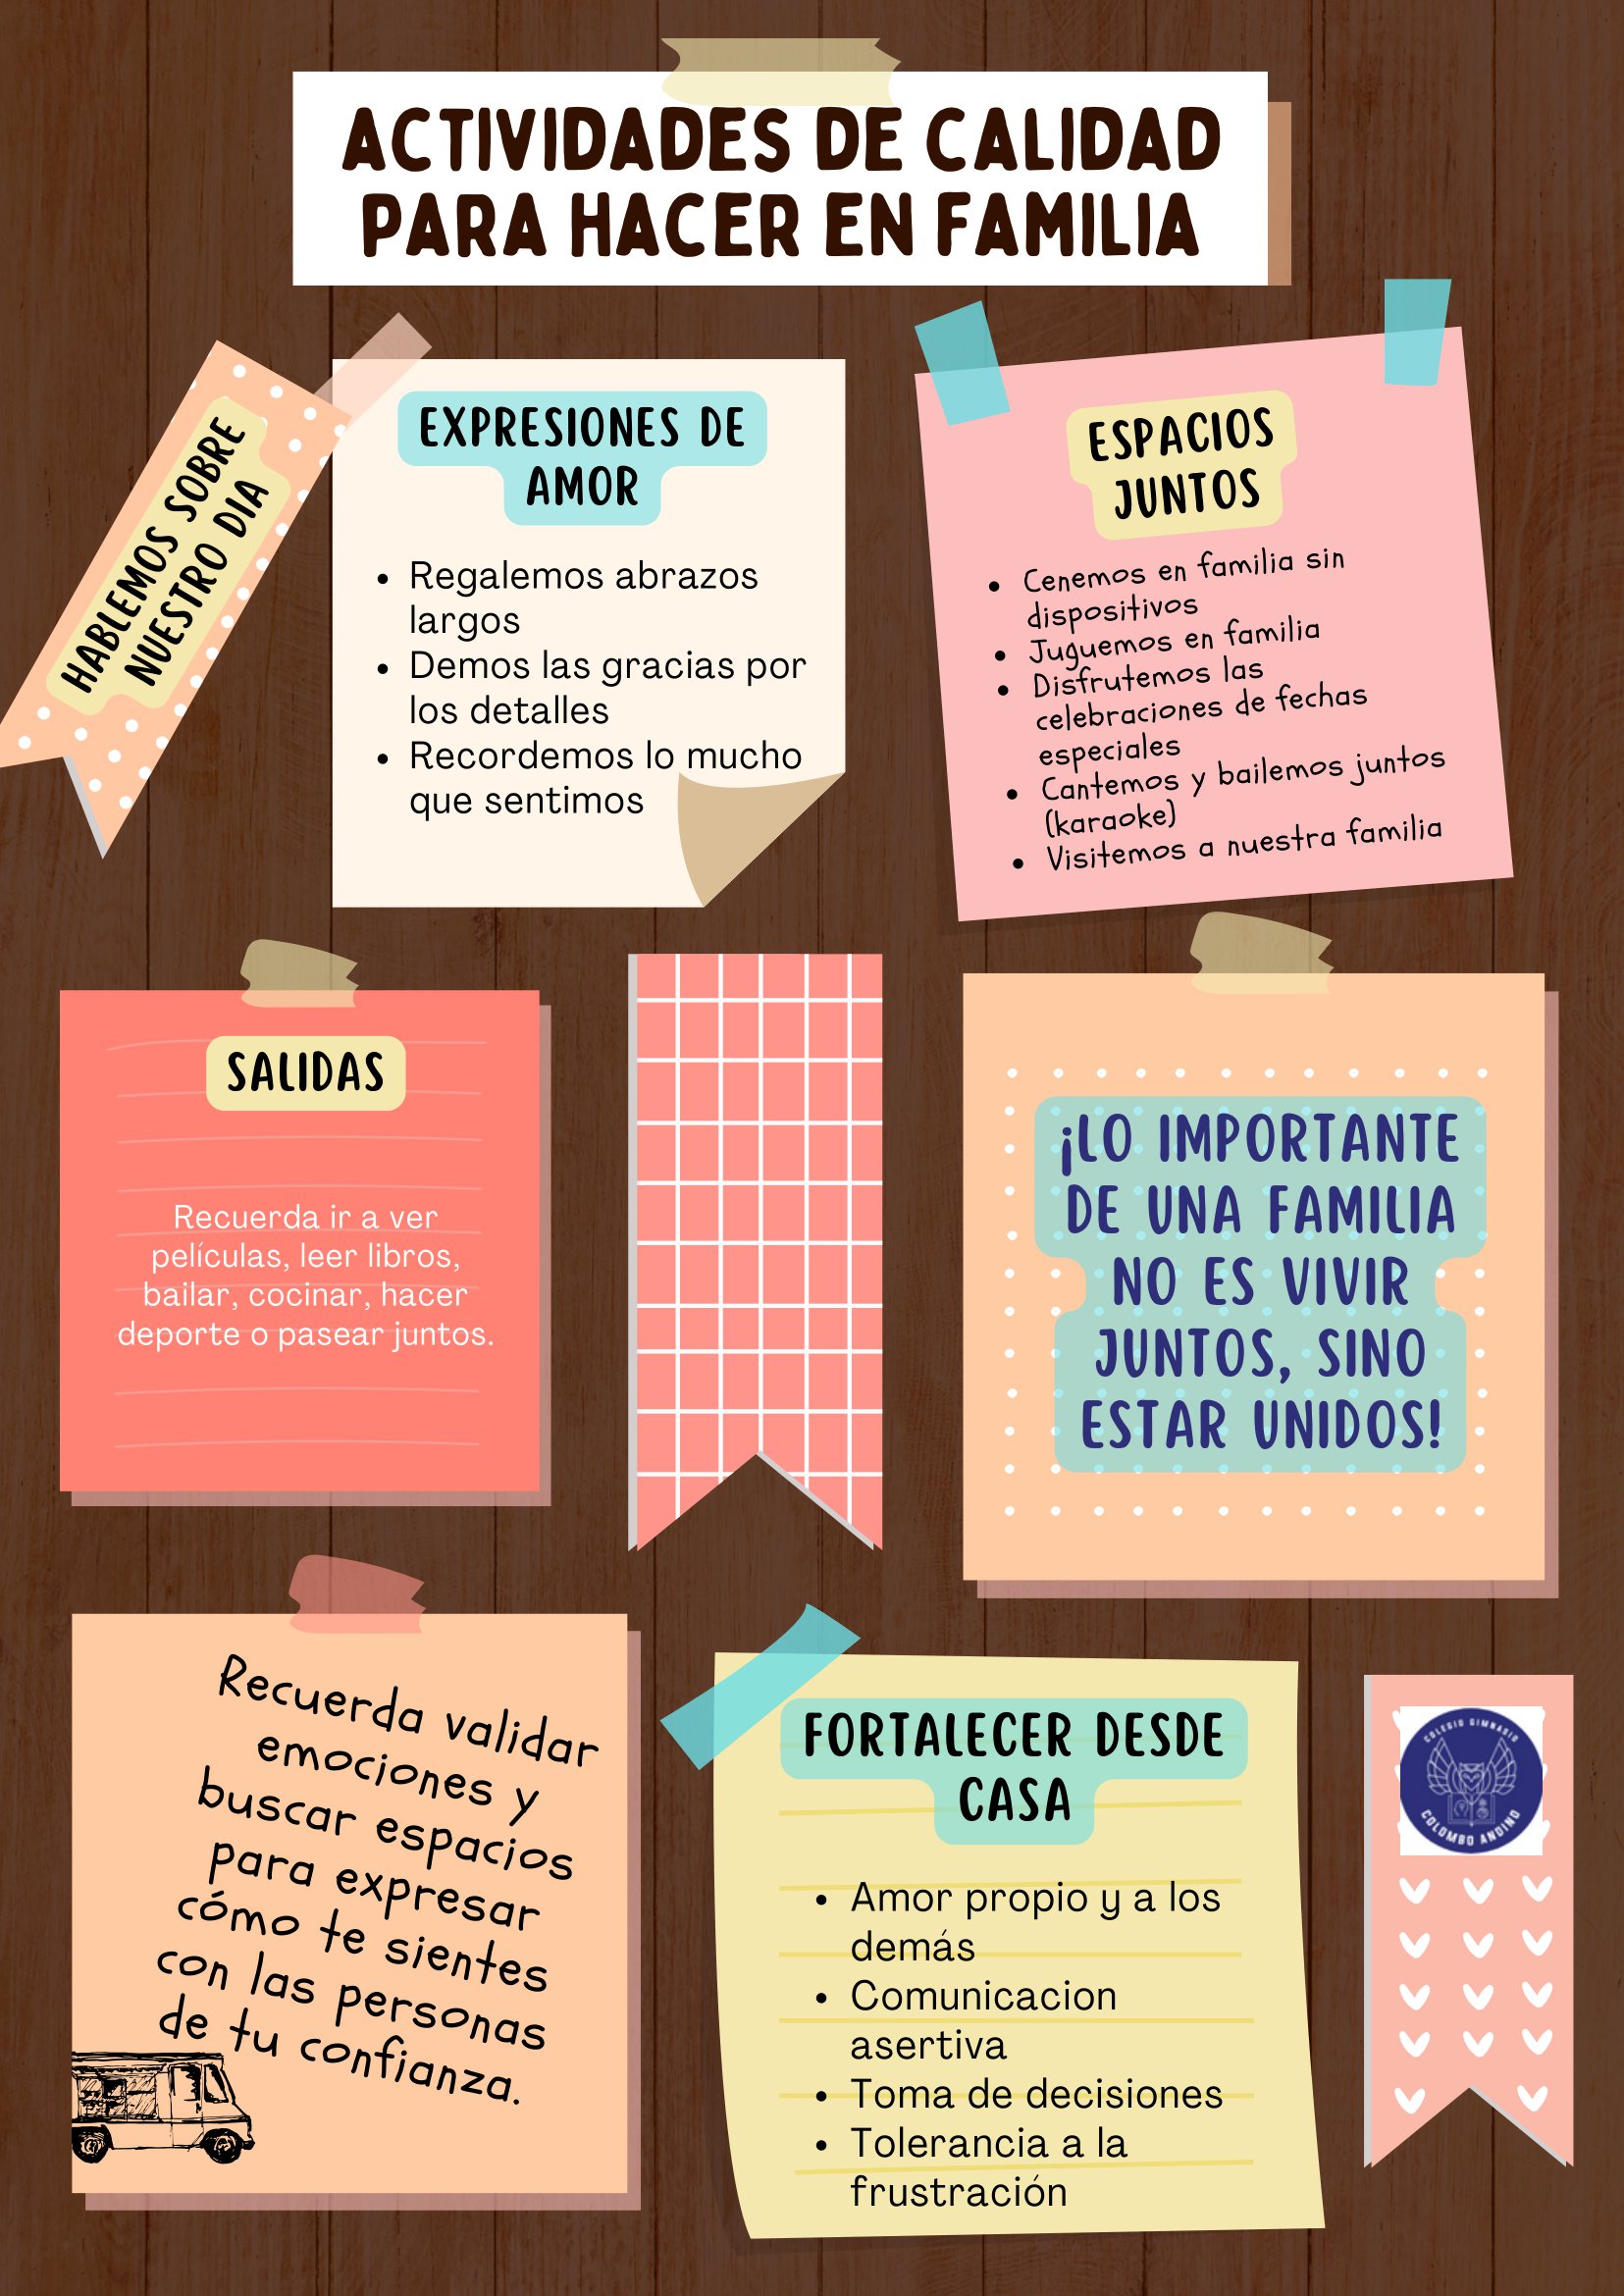 ACTIVIDADES DE CALIDAD
PARA HACER EN FAMILIA
HABLEMOS SOBRE
NUESTRO DIA
EXPRESIONES DE
AMOR
• Regalemos abrazos
largos
• Demos las gracias por
los detalles
• Recordemos lo mucho
que sentimos
ESPACIOS
JUNTOS
• Cenemos en familia sin
dispositivos
• Juguemos en familia
• Disfrutemos las
celebraciones de fechas
especiales
• Cantemos y bailemos juntos
(karaoke)
• Visitemos a nuestra familia
SALIDAS
Recuerda ir a ver
películas, leer libros,
bailar, cocinar, hacer
deporte o pasear juntos.
¡LO IMPORTANTE
DE UNA FAMILIA
NO ES VIVIR
JUNTOS, SINO
ESTAR UNIDOS!
Recuerda validar
emociones y
buscar espacios
para expresar
cómo te sientes
con las personas
de tu confianza.
FORTALECER DESDE
CASA
• Amor propio y a los
demás
• Comunicacion
asertiva
• Toma de decisiones
• Tolerancia a la
frustración
COLEGIO GIMNASIO
COLOMBO ANDINO